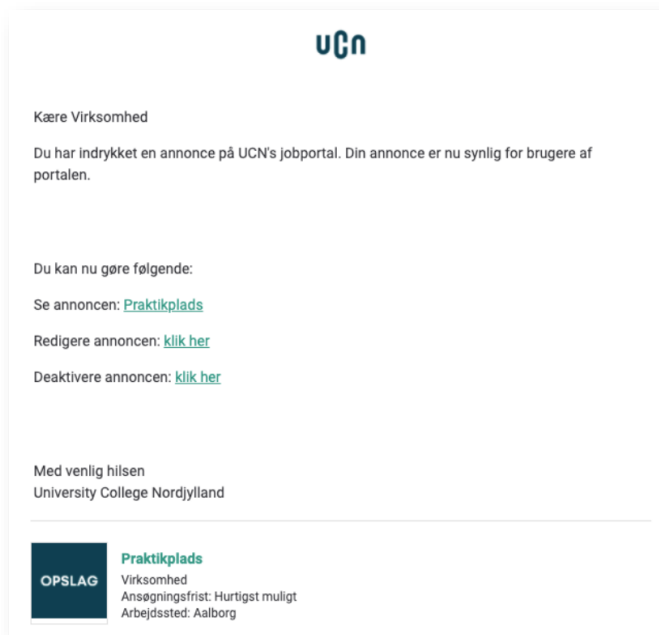 ucn
Kære Virksomhed
Du har indrykket en annonce på UCN's jobportal. Din annonce er nu synlig for brugere af
portalen.
Du kan nu gøre følgende:
Se annoncen: Praktikplads
Redigere annoncen: klik her
Deaktivere annoncen: klik her
Med venlig hilsen
University College Nordjylland
OPSLAG
Praktikplads
Virksomhed
Ansøgningsfrist: Hurtigst muligt
Arbejdssted: Aalborg